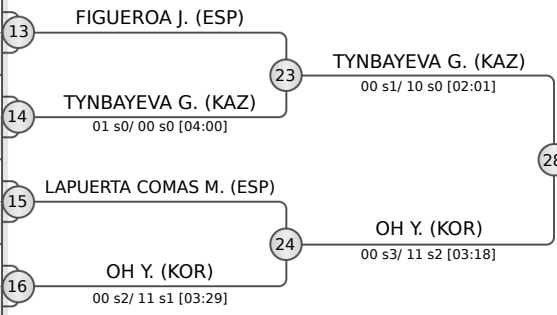 FIGUEROA J. (ESP)
13
23
TYNBAYEVA G. (KAZ)
00 s1/ 10 s0 [02:01]
TYNBAYEVA G. (KAZ)
14
01 s0/ 00 s0 [04:00]
28
LAPUERTA COMAS M. (ESP)
15
24
OH Y. (KOR)
00 s3/ 11 s2 [03:18]
OH Y. (KOR)
16
00 s2/ 11 s1 [03:29]